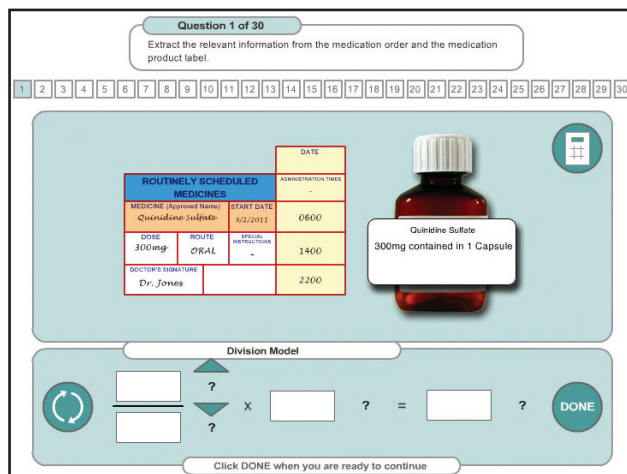 Question 1 of 30
Extract the relevant information from the medication order and the medication
product label.
1 2 3 4 5 6 7 8 9 10 11 12 13 14 15 16 17 18 19 20 21 22 23 24 25 26 27 28 29 30
DATE
ROUTINELY SCHEDULED
MEDICINES
ADMINISTRATION TIMES
-
MEDICINE (Approved Name)
Quinidine Sulfate
START DATE
3/2/2011
0600
DOSE
300mg
ROUTE
ORAL
SPECIAL
INSTRUCTIONS
-
1400
DOCTOR'S SIGNATURE
Dr. Jones
2200
Quinidine Sulfate
300mg contained in 1 Capsule
Division Model
?
?
X ? = ?
DONE
Click DONE when you are ready to continue